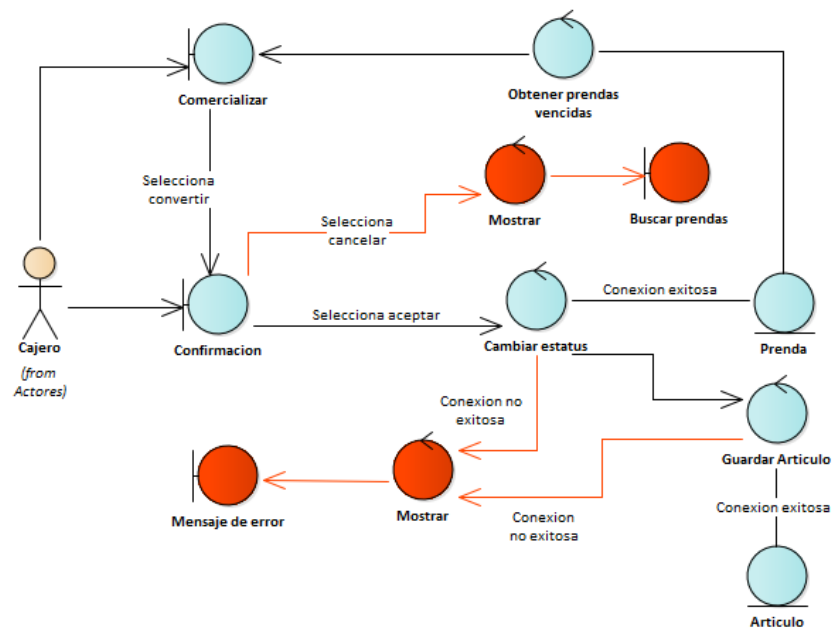 Comercializar
Obtener prendas
vencidas
Selecciona
convertir
Mostrar
Buscar prendas
Selecciona
cancelar
Conexion exitosa
Selecciona aceptar
Cajero
(from
Actores)
Confirmacion
Cambiar estatus
Prenda
Conexion no
exitosa
Guardar Articulo
Mensaje de error
Mostrar
Conexion
no exitosa
Conexion exitosa
Articulo